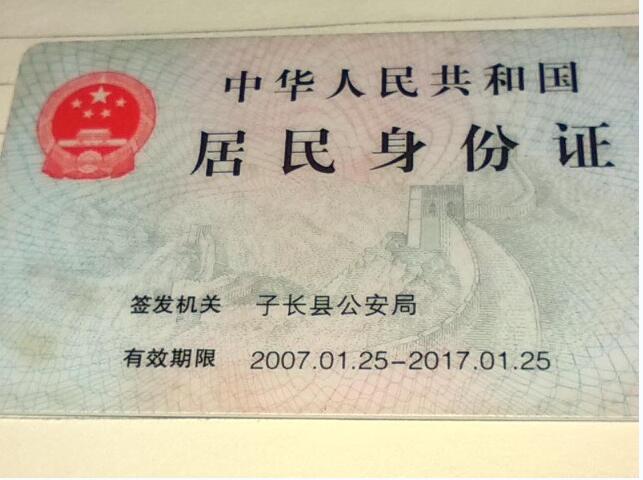 中华人民共和国
居民身份证
签发机关 子长县公安局
有效期限 2007.01.25-2017.01.25